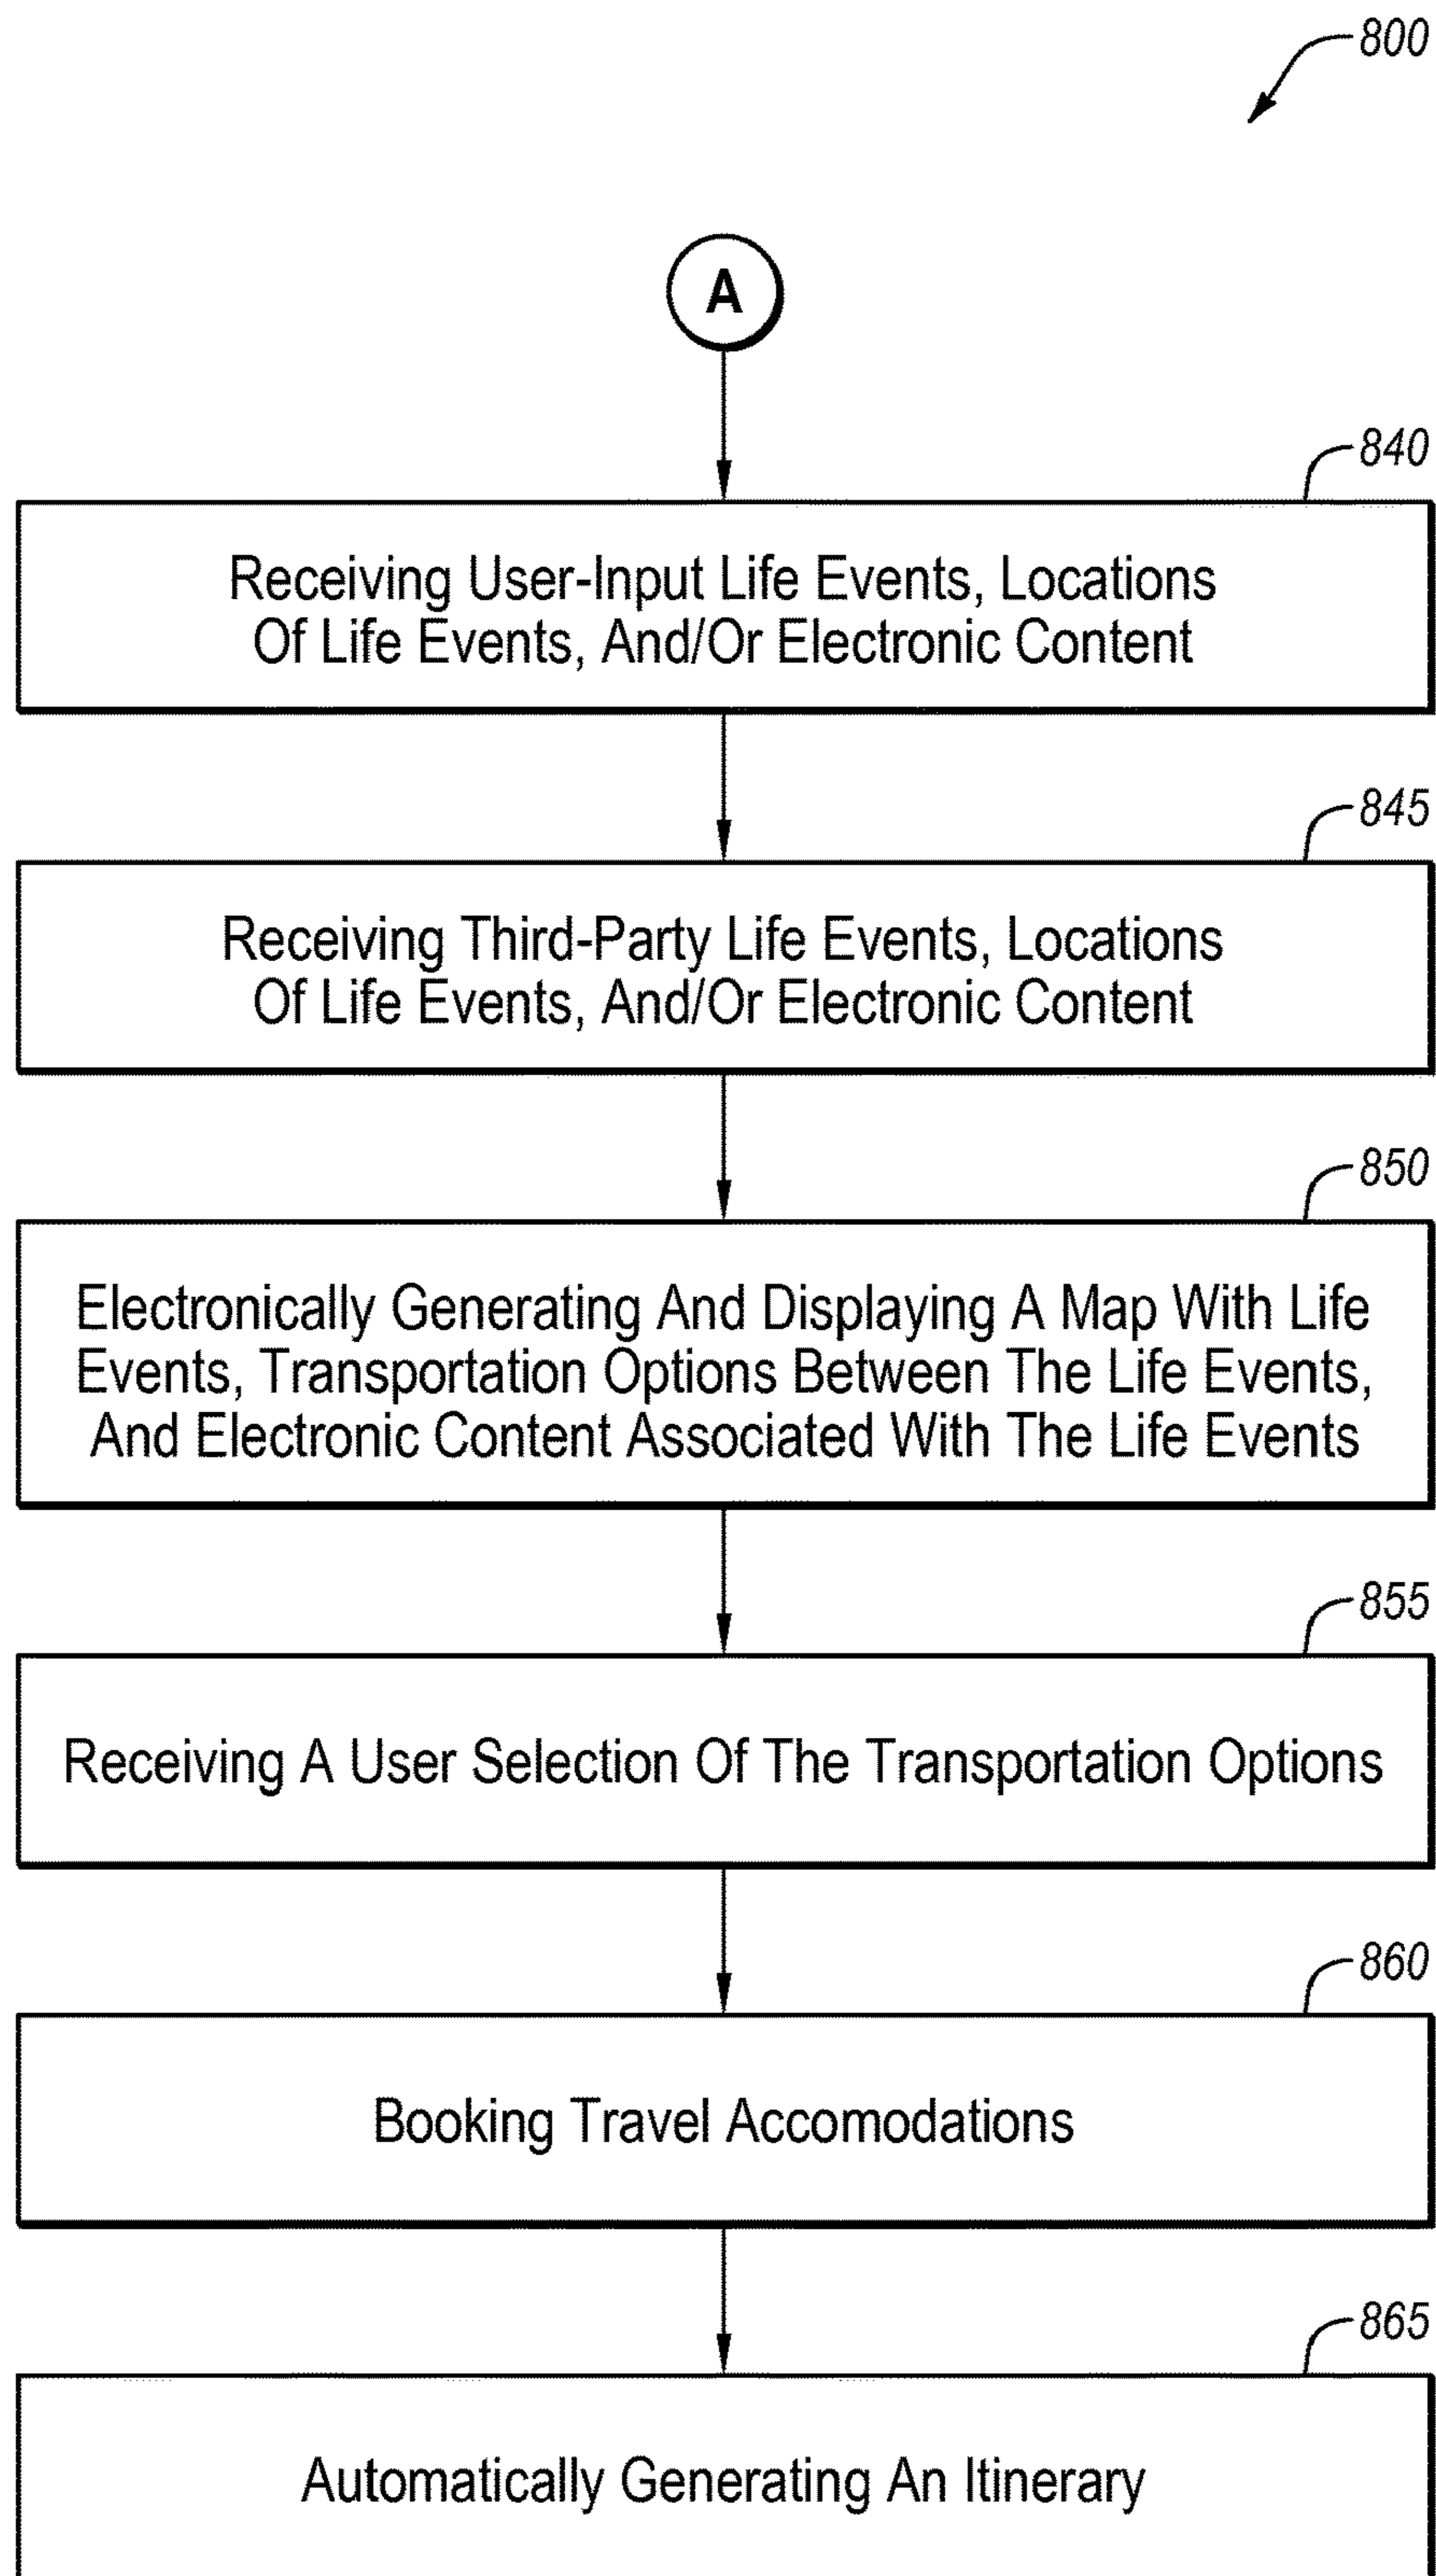 800
A
840
Receiving User-Input Life Events, Locations
Of Life Events, And/Or Electronic Content
845
Receiving Third-Party Life Events, Locations
Of Life Events, And/Or Electronic Content
850
Electronically Generating And Displaying A Map With Life
Events, Transportation Options Between The Life Events,
And Electronic Content Associated With The Life Events
855
Receiving A User Selection Of The Transportation Options
860
Booking Travel Accomodations
865
Automatically Generating An Itinerary